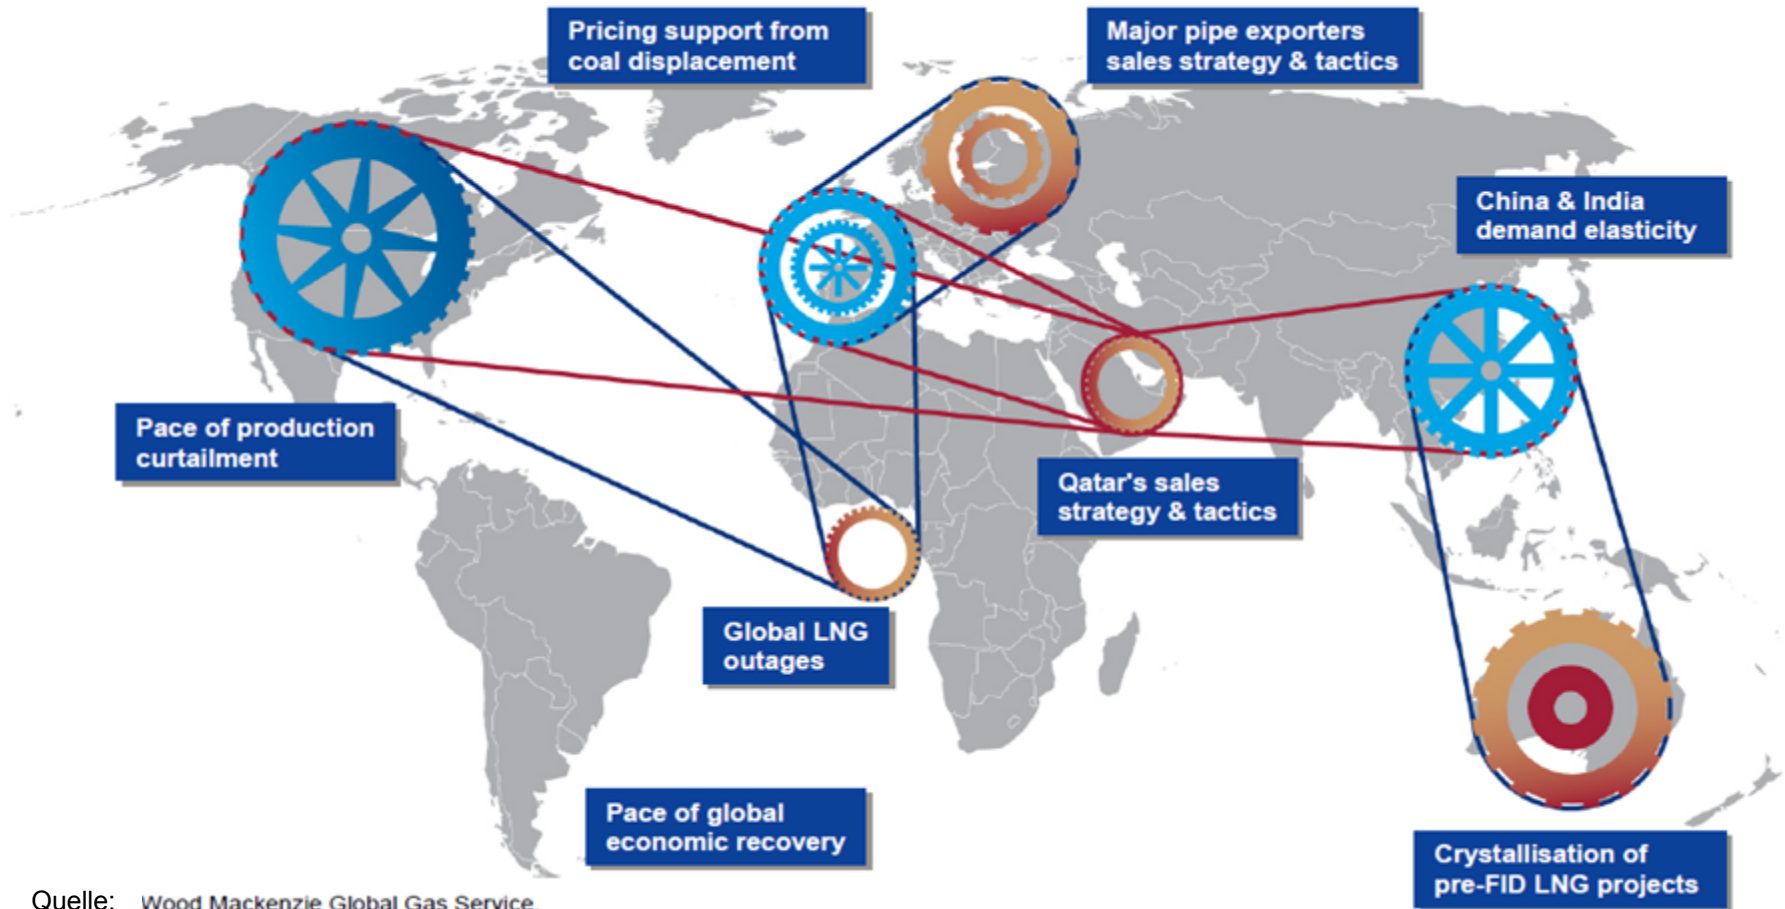 Pricing support from
coal displacement
Major pipe exporters
sales strategy & tactics
China & India
demand elasticity
Pace of production
curtailment
Qatar's sales
strategy & tactics
Global LNG
outages
Pace of global
economic recovery
Crystallisation of
pre-FID LNG projects
Quelle: Wood Mackenzie Global Gas Service.